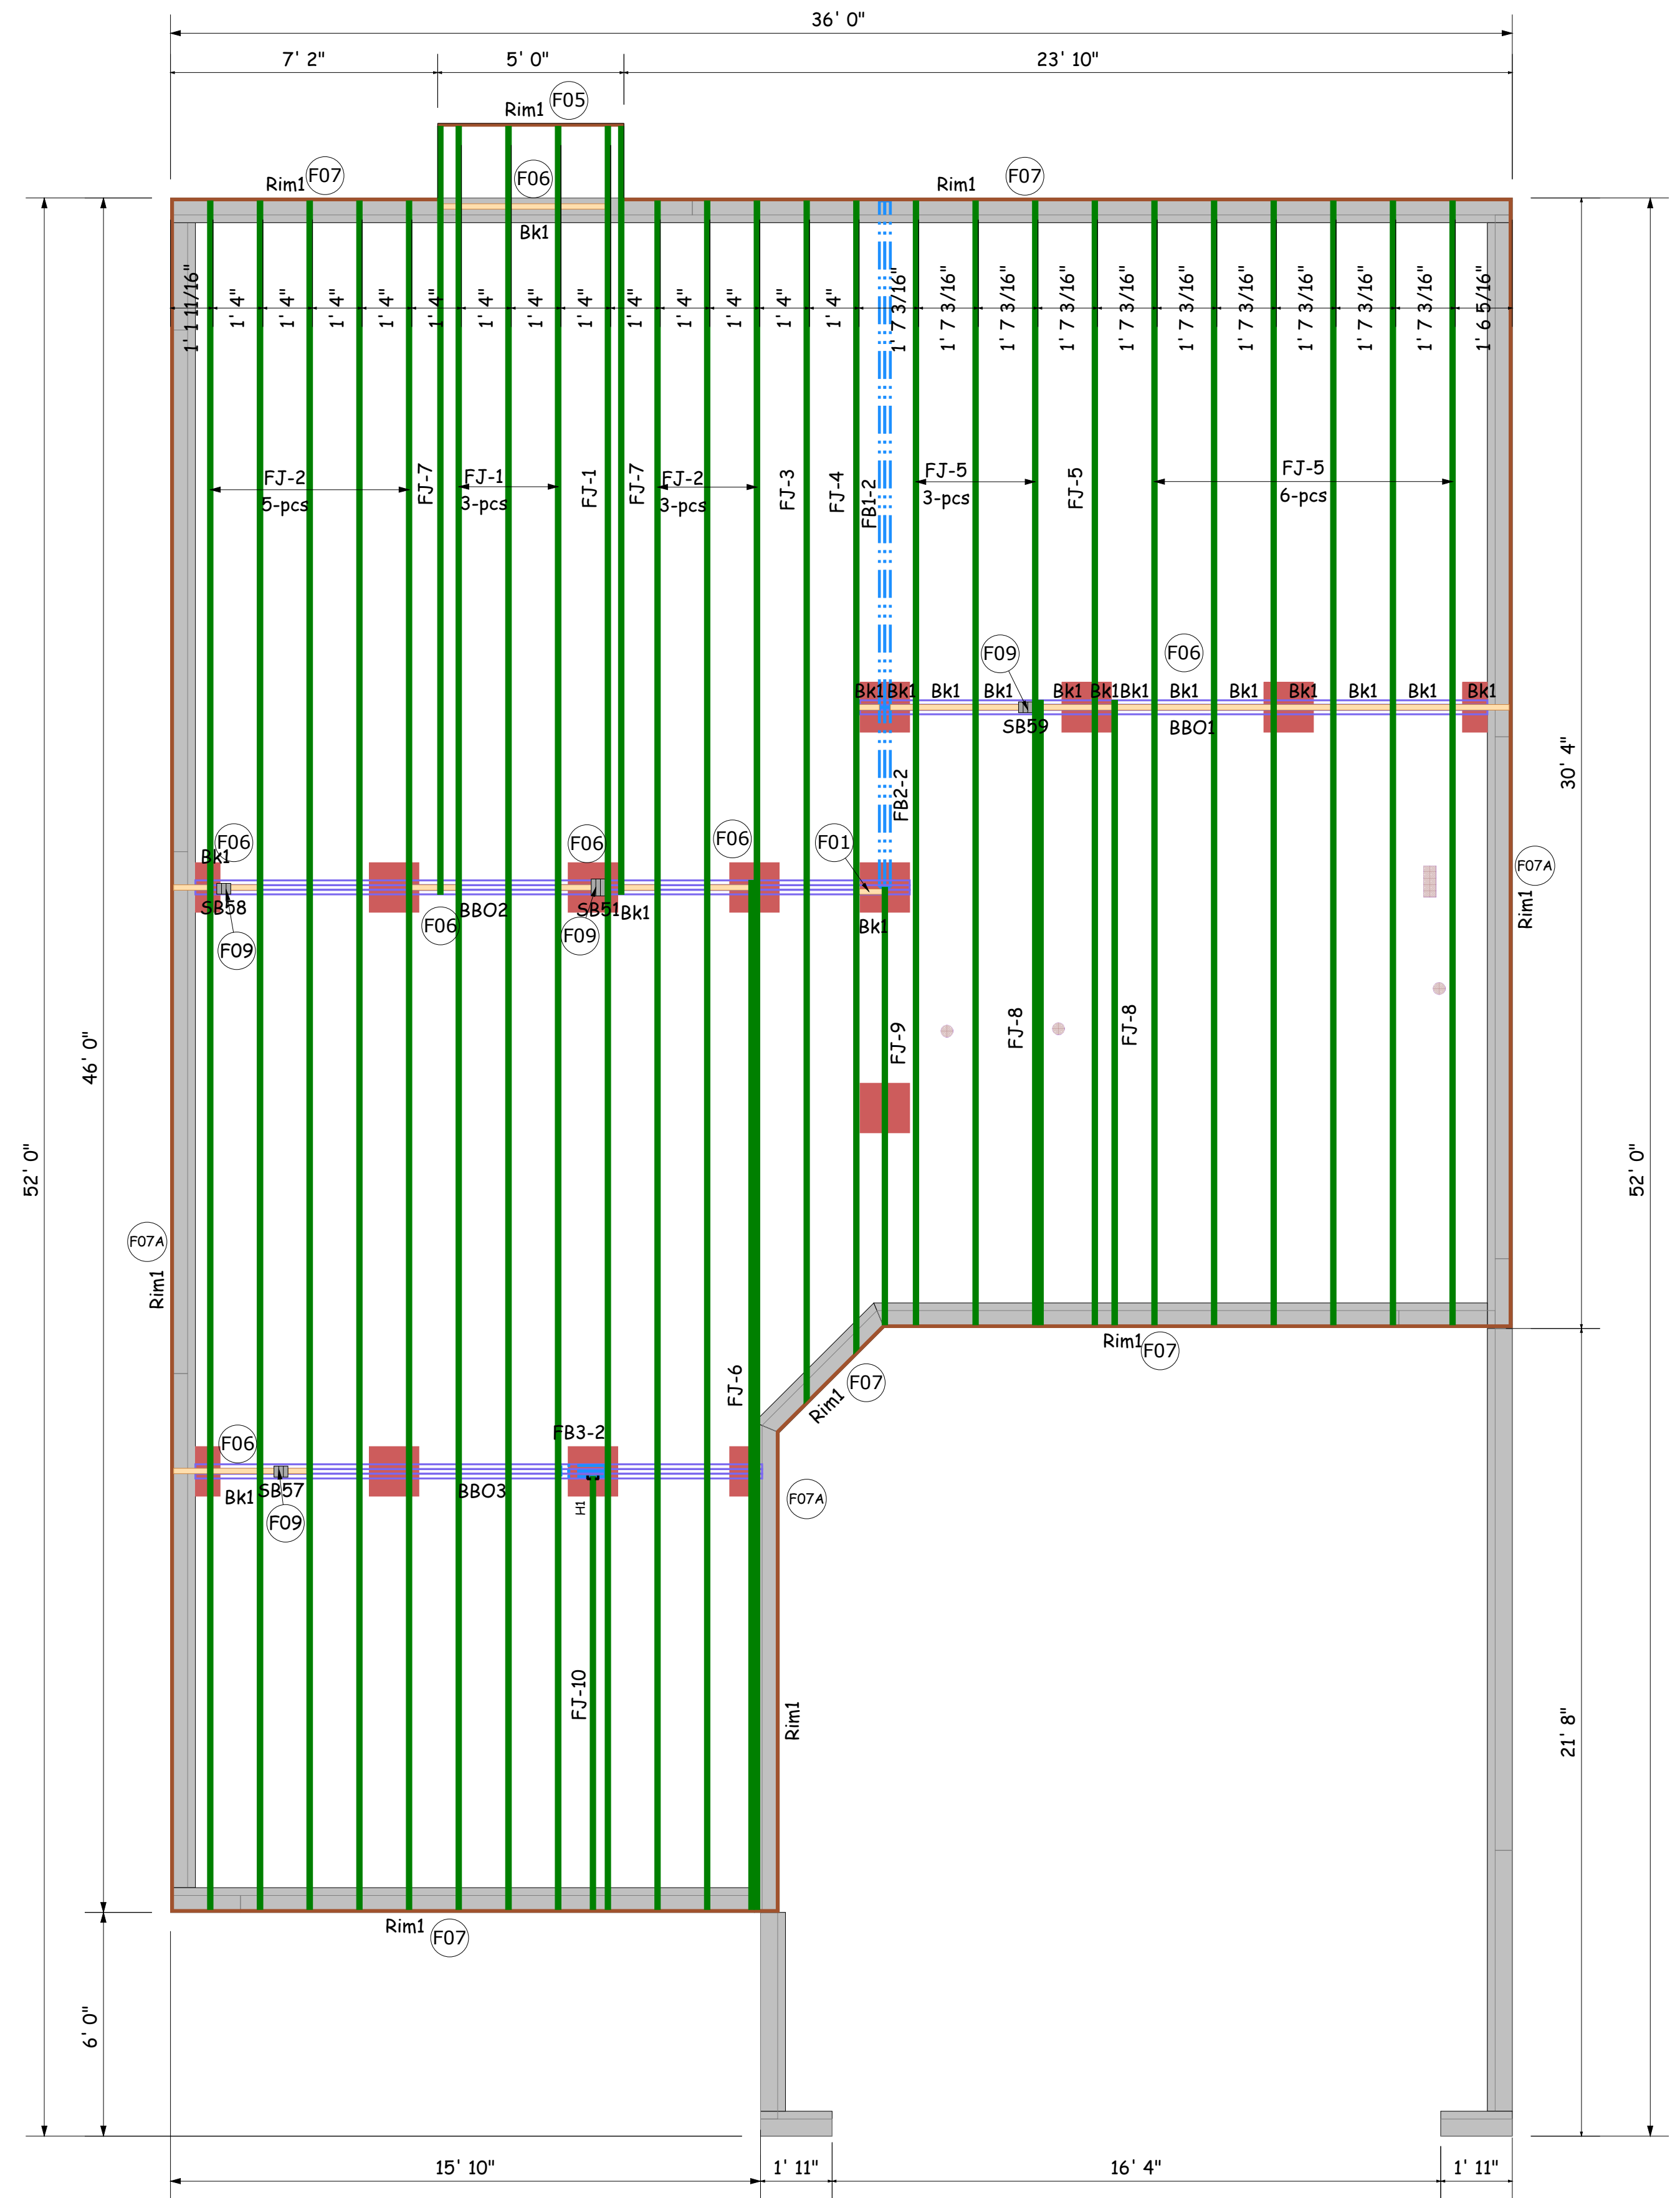 36' 0"
7' 2"
5' 0"
23' 10"
Rim1
F05
Rim1
F07
F06
Rim1
F07
Bk1
1' 1 11/16"
1' 4"
1' 4"
1' 4"
1' 4"
1' 4"
1' 4"
1' 4"
1' 4"
1' 4"
1' 4"
1' 4"
1' 4"
1' 7 3/16"
1' 7 3/16"
1' 7 3/16"
1' 7 3/16"
1' 7 3/16"
1' 7 3/16"
1' 7 3/16"
1' 7 3/16"
1' 7 3/16"
1' 7 3/16"
1' 6 5/16"
FJ-2
5-pcs
FJ-7
FJ-1
3-pcs
FJ-1
FJ-7
FJ-2
3-pcs
FJ-3
FJ-4
FB1-2
FJ-5
3-pcs
FJ-5
FJ-5
6-pcs
F09
F06
Bk1
Bk1
Bk1
Bk1
Bk1
Bk1
Bk1
Bk1
Bk1
Bk1
Bk1
Bk1
Bk1
SB59
BBO1
30' 4"
FB2-2
F06
Bk1
F06
F06
F01
F07A
Rim1
SB58
F09
F06
BBO2
SB51
F09
Bk1
Bk1
46' 0"
FJ-9
FJ-8
FJ-8
52' 0"
52' 0"
F07A
Rim1
Rim1
F07
FJ-6
F07
Rim1
F06
FB3-2
Bk1
SB57
BBO3
F09
H1
F07A
FJ-10
Rim1
21' 8"
Rim1
F07
6' 0"
15' 10"
1' 11"
16' 4"
1' 11"